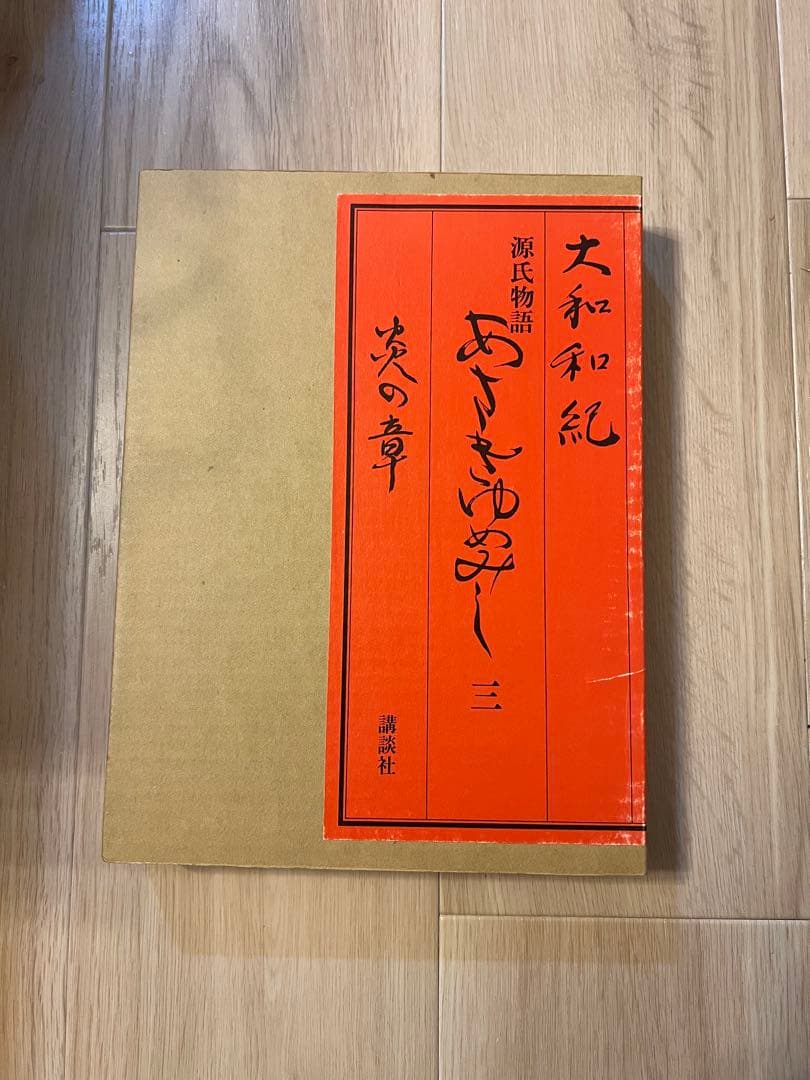 大和和紀
源氏物語
あさきゆめみし 三
炎の章
講談社